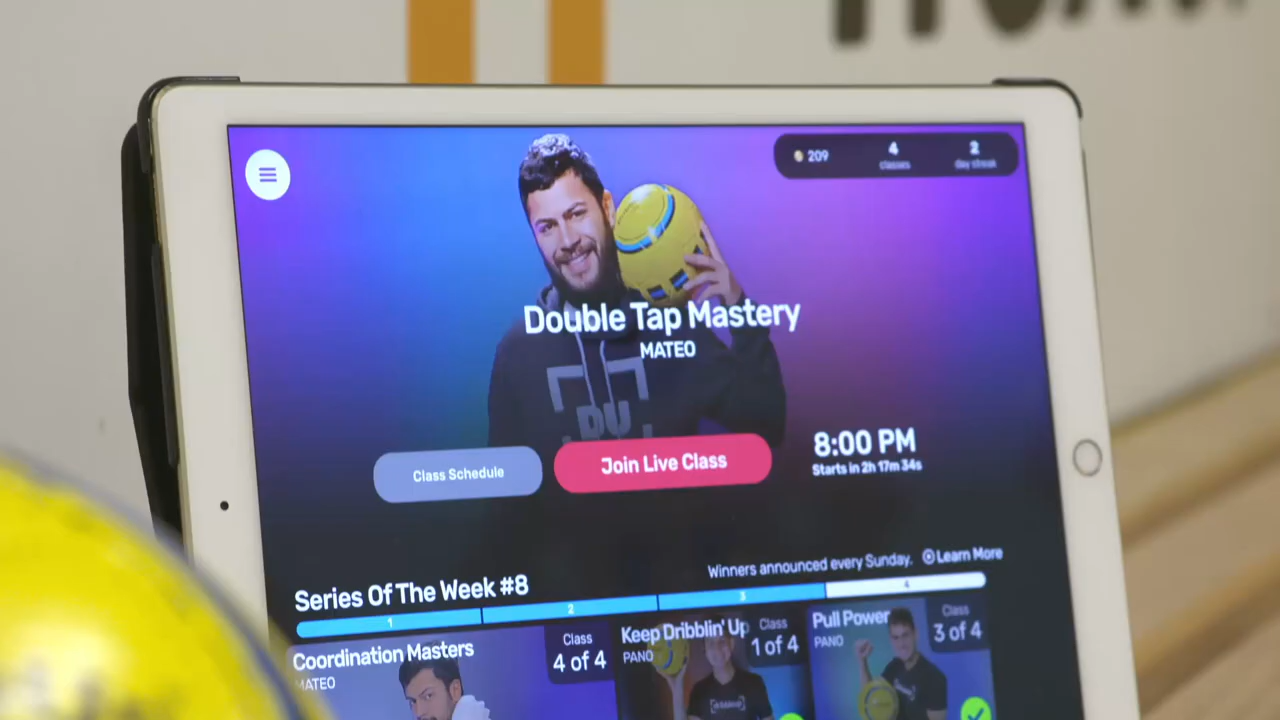 209
4
classes
2
day streak
Double Tap Mastery
MATEO
Class Schedule
Join Live Class
8:00 PM
Starts in 2h 17m 34s
Series Of The Week #8
Winners announced every Sunday.
Learn More
1
2
3
4
Coordination Masters
MATEO
Class
4 of 4
Keep Dribblin' Up
PANO
Class
1 of 4
Pull Power
PANO
Class
3 of 4